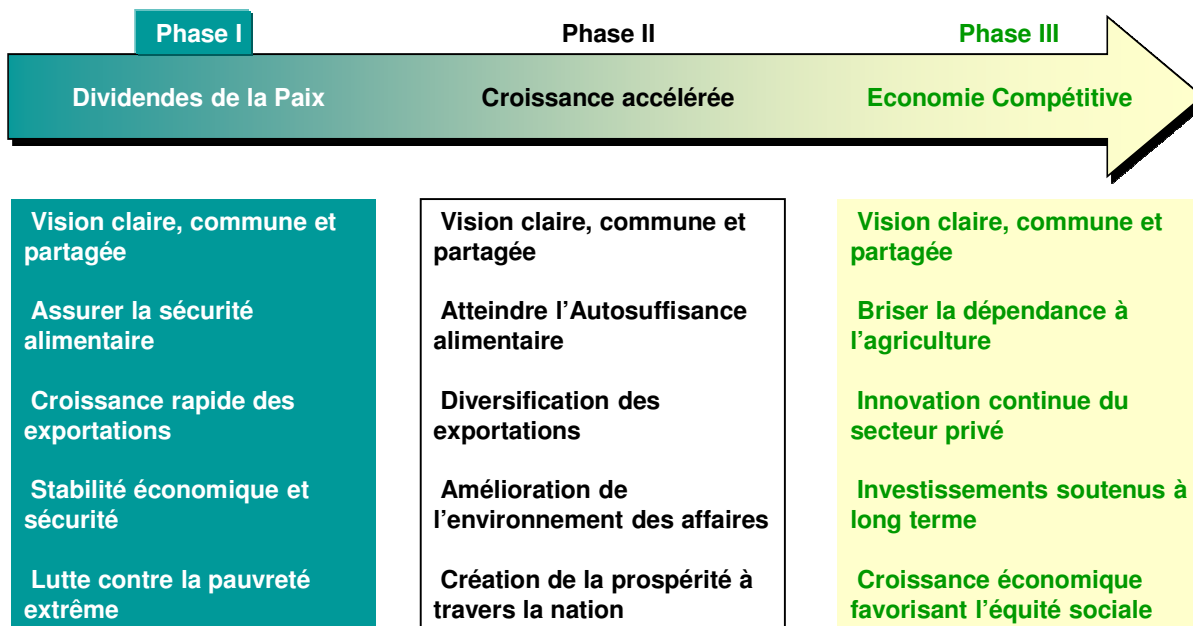 Phase I
Phase II
Phase III
Dividendes de la Paix
Croissance accélérée
Economie Compétitive
Vision claire, commune et
partagée
Assurer la sécurité
alimentaire
Croissance rapide des
exportations
Stabilité économique et
sécurité
Lutte contre la pauvreté
extrême
Vision claire, commune et
partagée
Atteindre l’Autosuffisance
alimentaire
Diversification des
exportations
Amélioration de
l’environnement des affaires
Création de la prospérité à
travers la nation
Vision claire, commune et
partagée
Briser la dépendance à
l’agriculture
Innovation continue du
secteur privé
Investissements soutenus à
long terme
Croissance économique
favorisant l’équité sociale